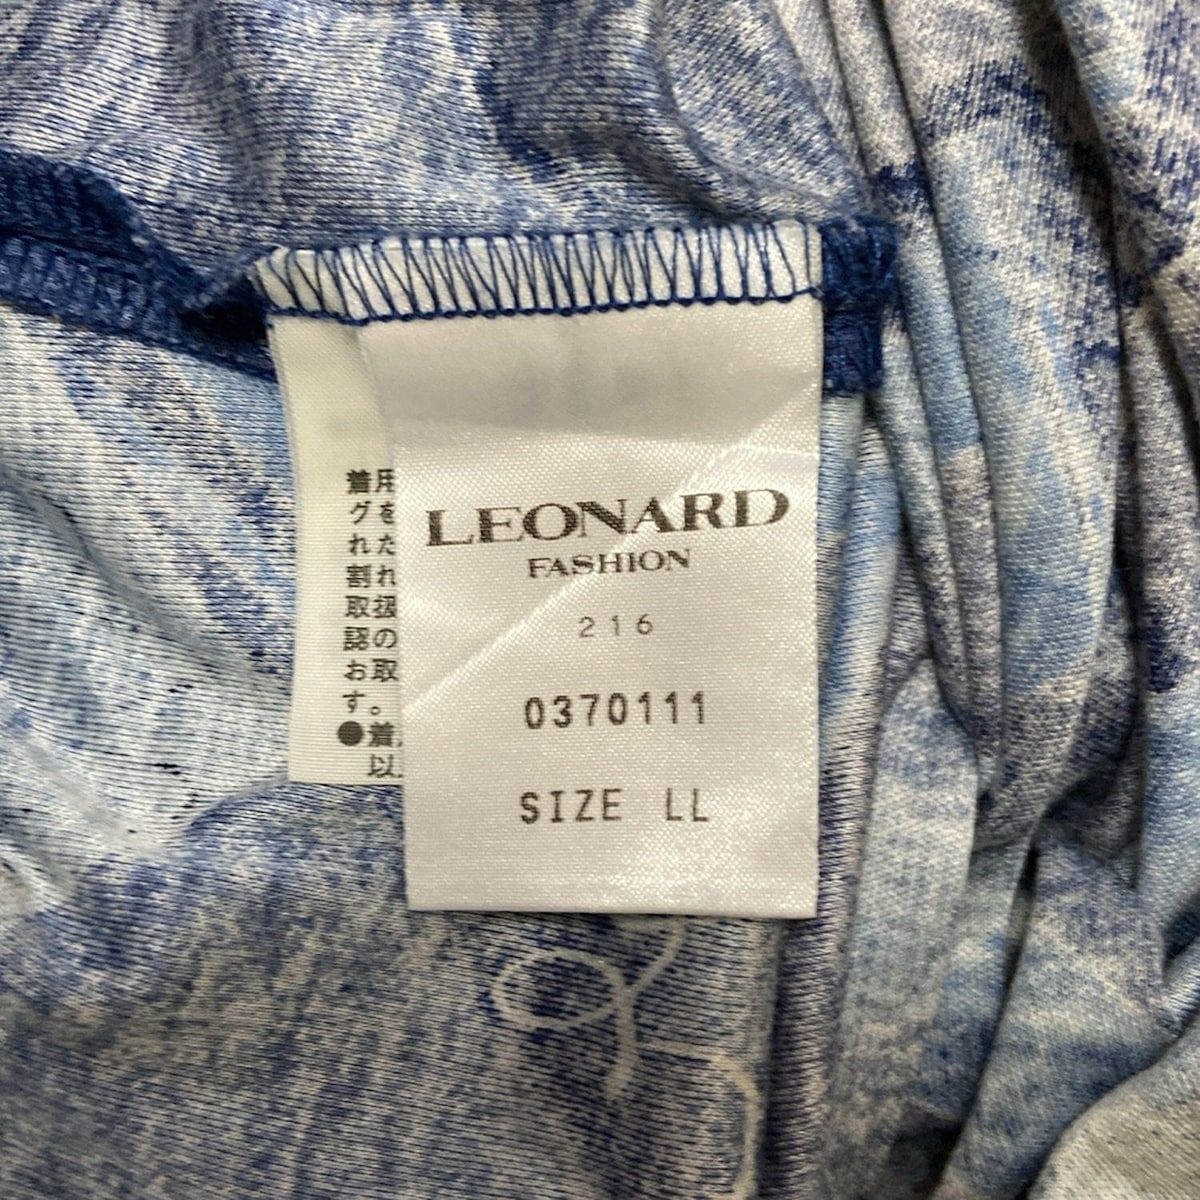 LEONARD
FASHION
216
0370111
SIZE LL
着用
グを
れた
割れ
取扱
認の
お取
す。
●着
以